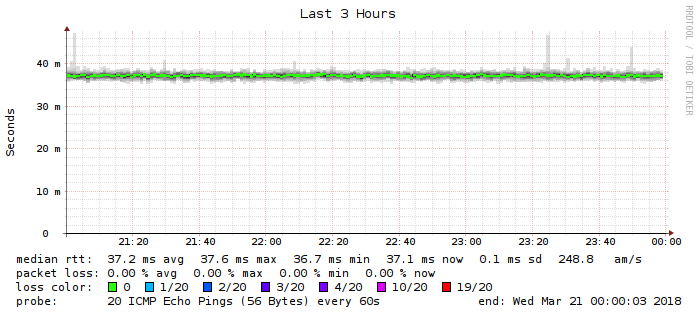 Last 3 Hours
RRDTOOL / TOBI OETIKER
Seconds
40 m
30 m
20 m
10 m
0
21:20 21:40 22:00 22:20 22:40 23:00 23:20 23:40 00:00
median rtt: 37.2 ms avg 37.6 ms max 36.7 ms min 37.1 ms now 0.1 ms sd 248.8 am/s
packet loss: 0.00 % avg 0.00 % max 0.00 % min 0.00 % now
loss color: 0 1/20 2/20 3/20 4/20 10/20 19/20
probe: 20 ICMP Echo Pings (56 Bytes) every 60s end: Wed Mar 21 00:00:03 2018